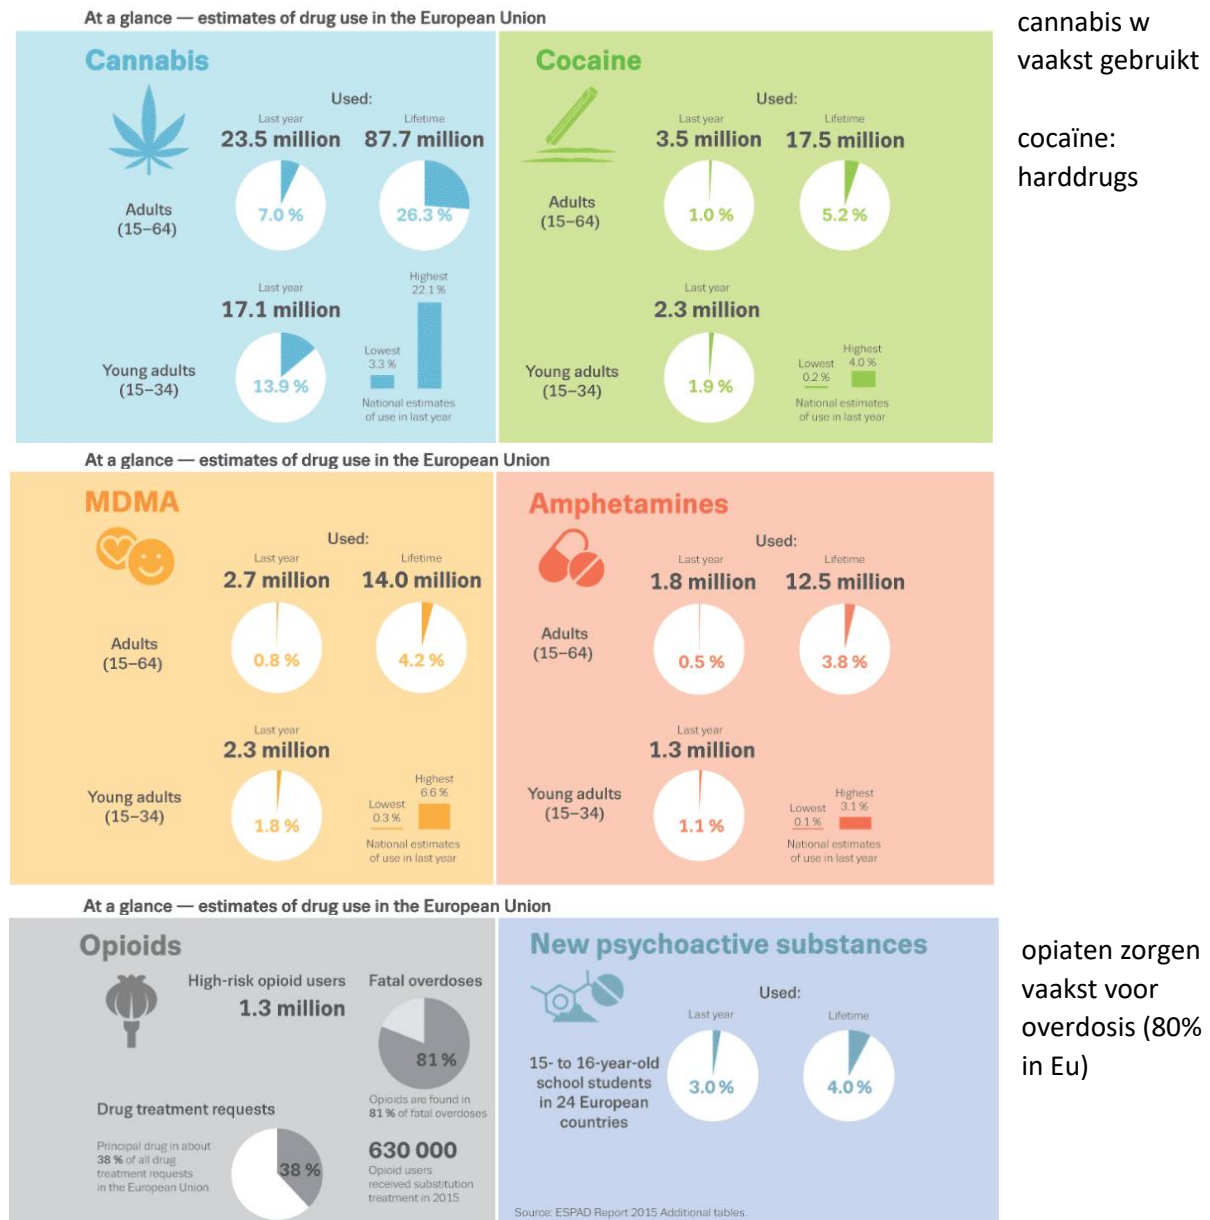 At a glance — estimates of drug use in the European Union
Cannabis
Used:
Last year
Lifetime
23.5 million
87.7 million
Adults
(15–64)
7.0 %
26.3 %
Last year
17.1 million
Young adults
(15–34)
13.9 %
Lowest
3.3 %
Highest
22.1 %
National estimates
of use in last year
Cocaine
Used:
Last year
Lifetime
3.5 million
17.5 million
Adults
(15–64)
1.0 %
5.2 %
Last year
2.3 million
Young adults
(15–34)
1.9 %
Lowest
0.2 %
Highest
4.0 %
National estimates
of use in last year
cannabis w
vaakst gebruikt
cocaïne:
harddrugs
At a glance — estimates of drug use in the European Union
MDMA
Used:
Last year
Lifetime
2.7 million
14.0 million
Adults
(15–64)
0.8 %
4.2 %
Last year
2.3 million
Young adults
(15–34)
1.8 %
Lowest
0.3 %
Highest
6.6 %
National estimates
of use in last year
Amphetamines
Used:
Last year
Lifetime
1.8 million
12.5 million
Adults
(15–64)
0.5 %
3.8 %
Last year
1.3 million
Young adults
(15–34)
1.1 %
Lowest
0.1 %
Highest
3.1 %
National estimates
of use in last year
At a glance — estimates of drug use in the European Union
Opioids
High-risk opioid users
1.3 million
Fatal overdoses
81 %
Opioids are found in
81 % of fatal overdoses
Drug treatment requests
Principal drug in about
38 % of all drug
treatment requests
in the European Union
38 %
630 000
Opioid users
received substitution
treatment in 2015
New psychoactive substances
Used:
Last year
Lifetime
15- to 16-year-old
school students
in 24 European
countries
3.0 %
4.0 %
Source: ESPAD Report 2015 Additional tables.
opiaten zorgen
vaakst voor
overdosis (80%
in Eu)